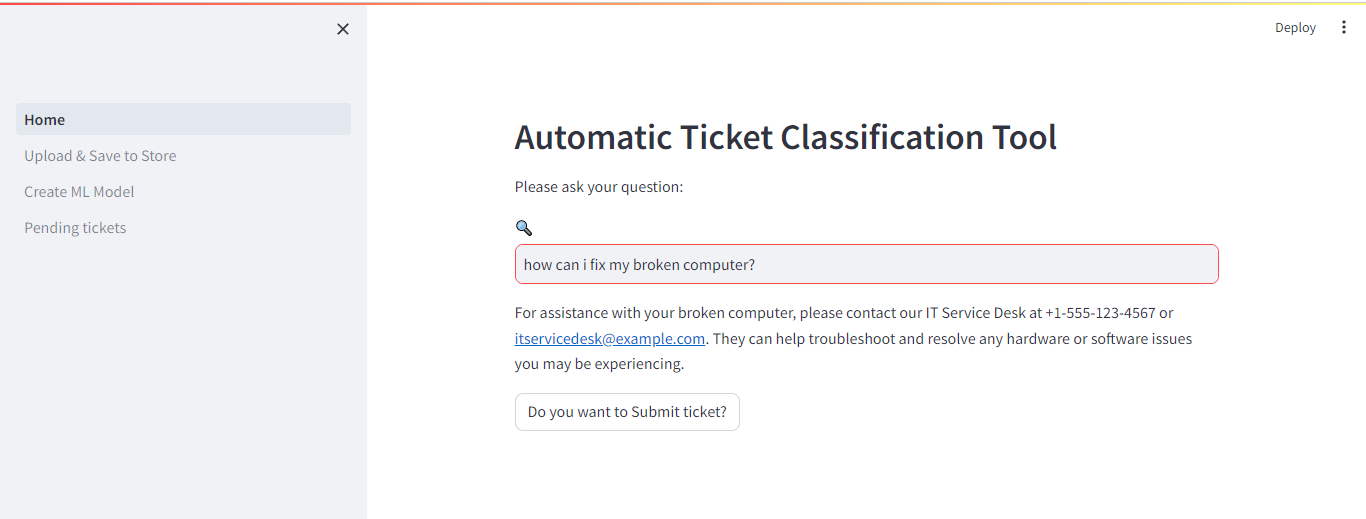 Deploy
Home
Upload & Save to Store
Create ML Model
Pending tickets
Automatic Ticket Classification Tool
Please ask your question:
how can i fix my broken computer?
For assistance with your broken computer, please contact our IT Service Desk at +1-555-123-4567 or
itservicedesk@example.com. They can help troubleshoot and resolve any hardware or software issues
you may be experiencing.
Do you want to Submit ticket?